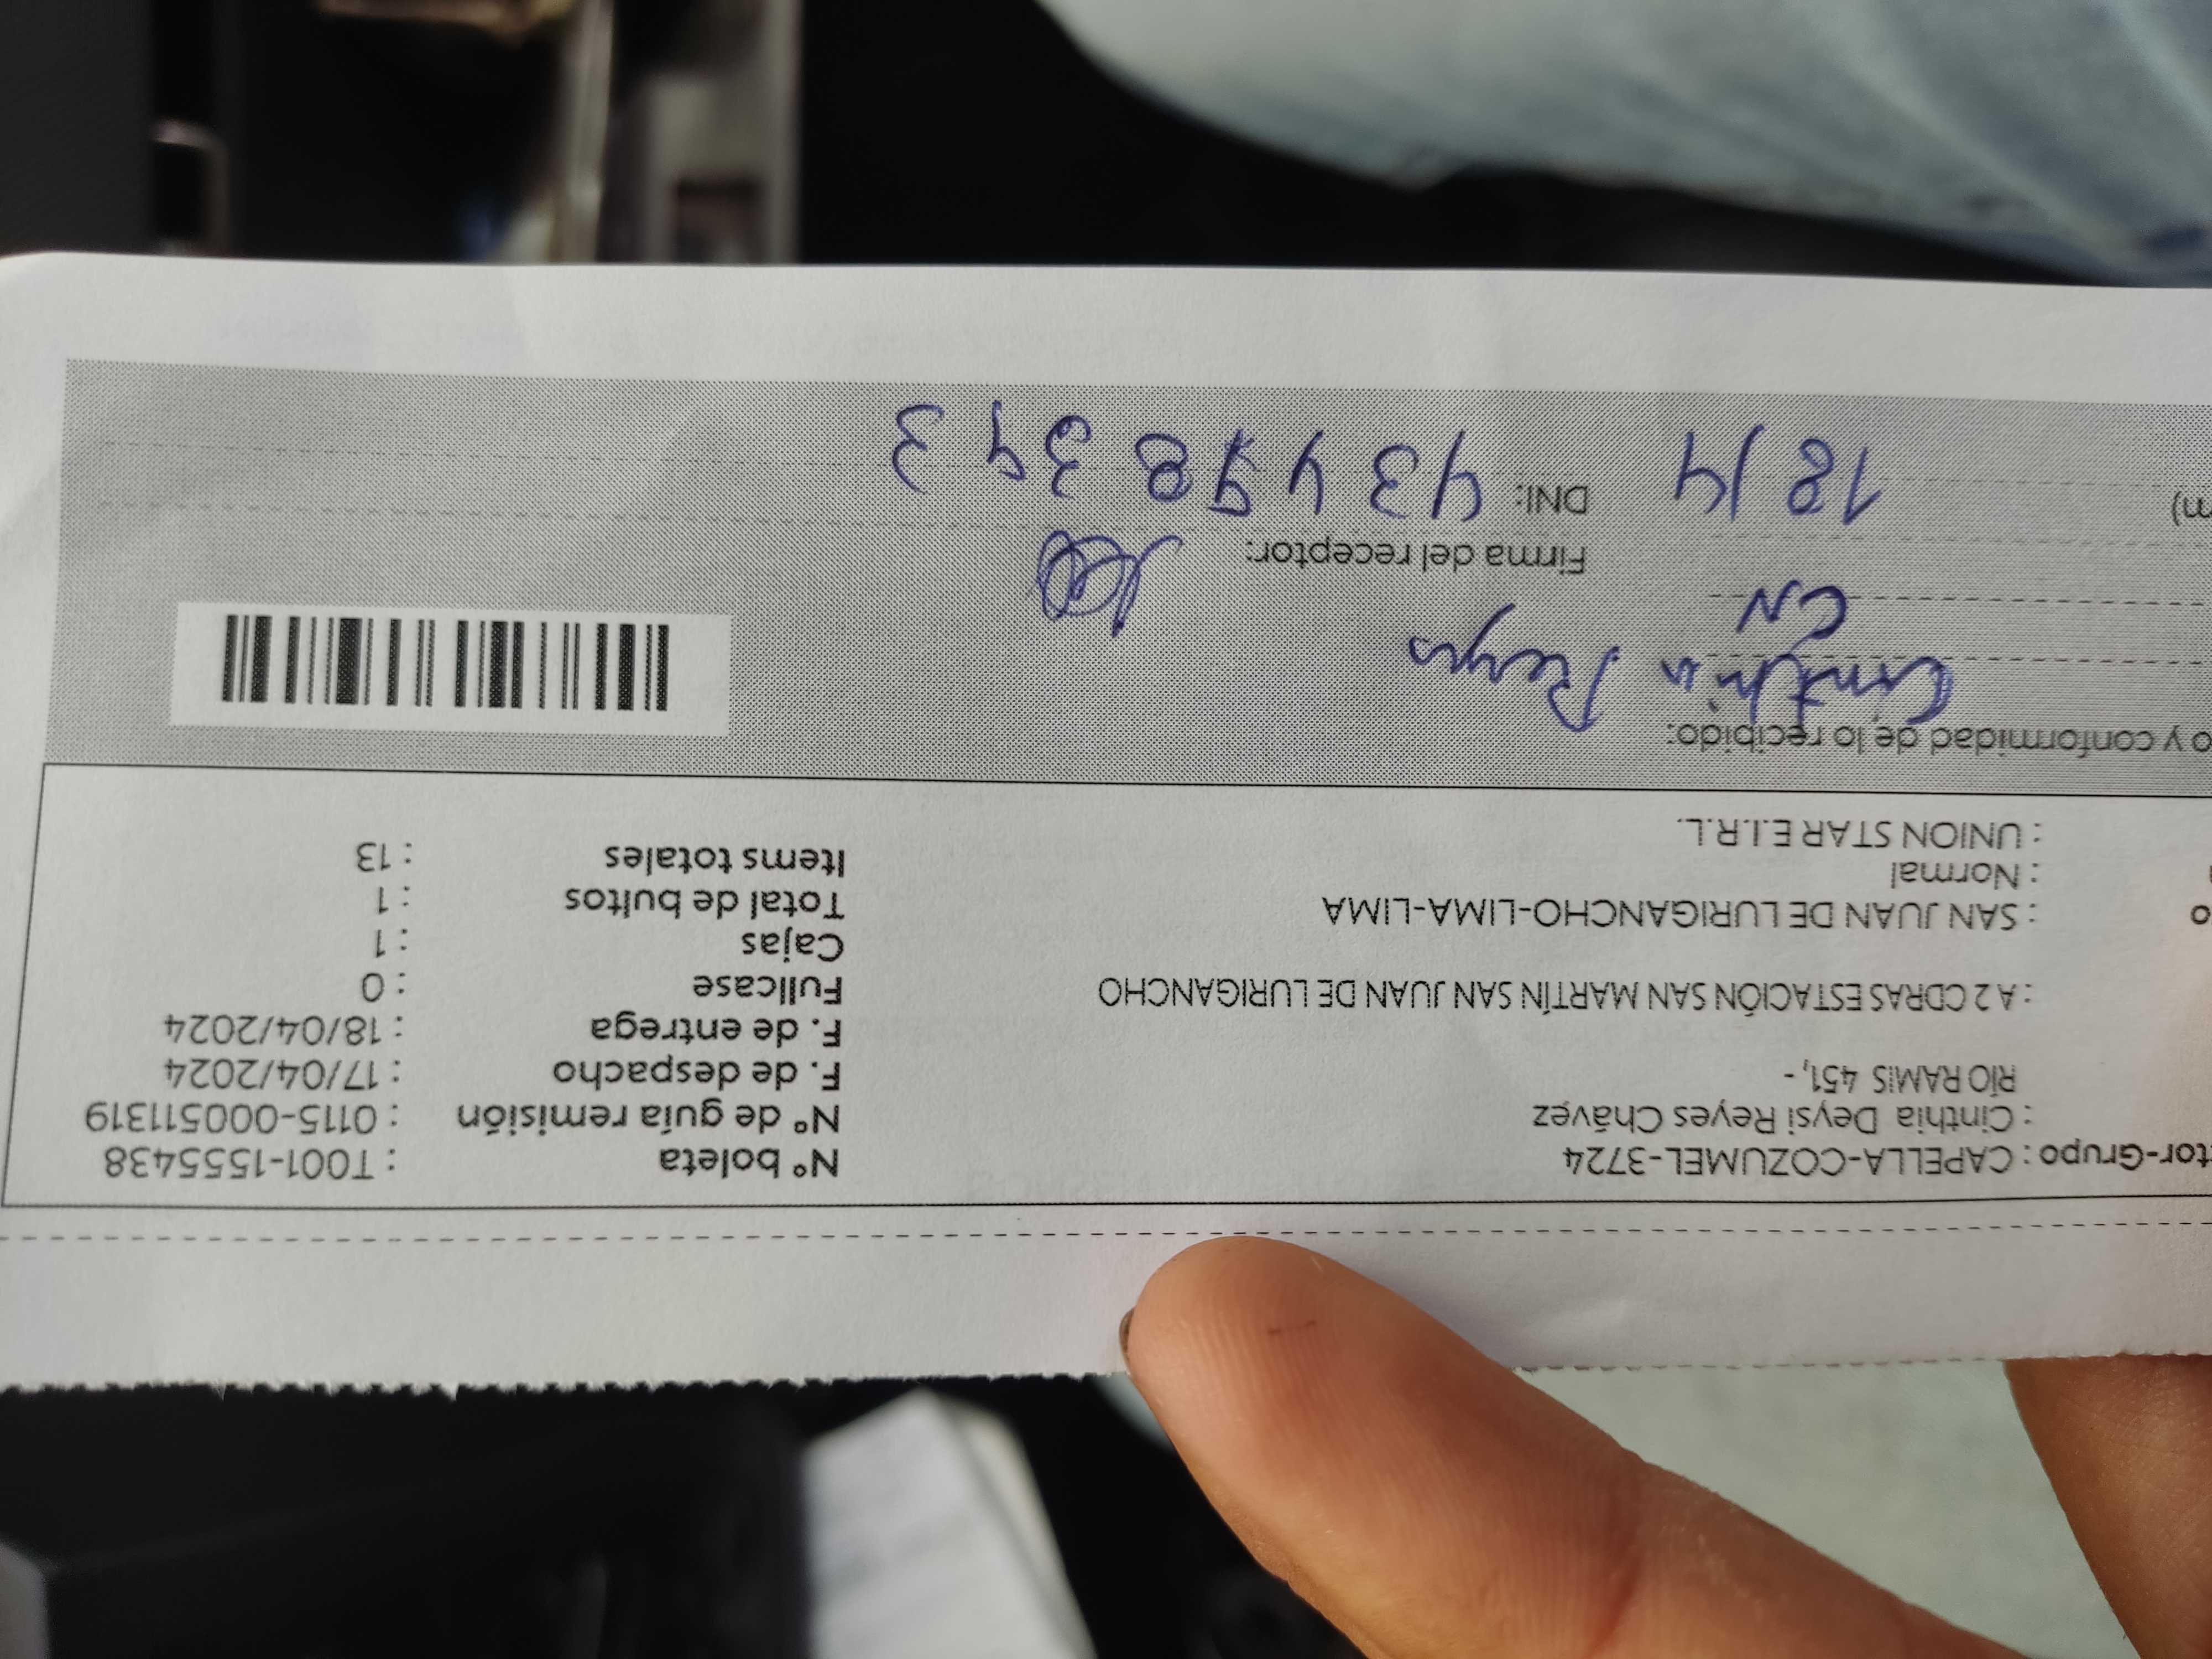 tor-Grupo : CAPELLA-COZUMEL-3724
: Cinthia Deysi Reyes Chávez
RÍO RAMIS 451, -
: A 2 CDRAS ESTACIÓN SAN MARTÍN SAN JUAN DE LURIGANCHO
o : SAN JUAN DE LURIGANCHO-LIMA-LIMA
: Normal
: UNION STAR E.I.R.L.
N° boleta : T001-1555438
N° de guía remisión : 0115-000511319
F. de despacho : 17/04/2024
F. de entrega : 18/04/2024
Fullcase : 0
Cajas : 1
Total de bultos : 1
Items totales : 13
o y conformidad de lo recibido:
Cinthia Reyes
CN
Firma del receptor:
m) 18/4 DNI: 43498343